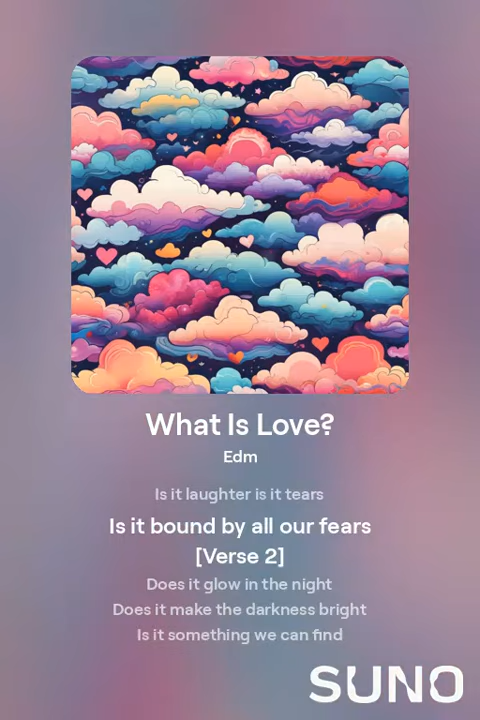 What Is Love?
Edm
Is it laughter is it tears
Is it bound by all our fears
[Verse 2]
Does it glow in the night
Does it make the darkness bright
Is it something we can find
SUNO